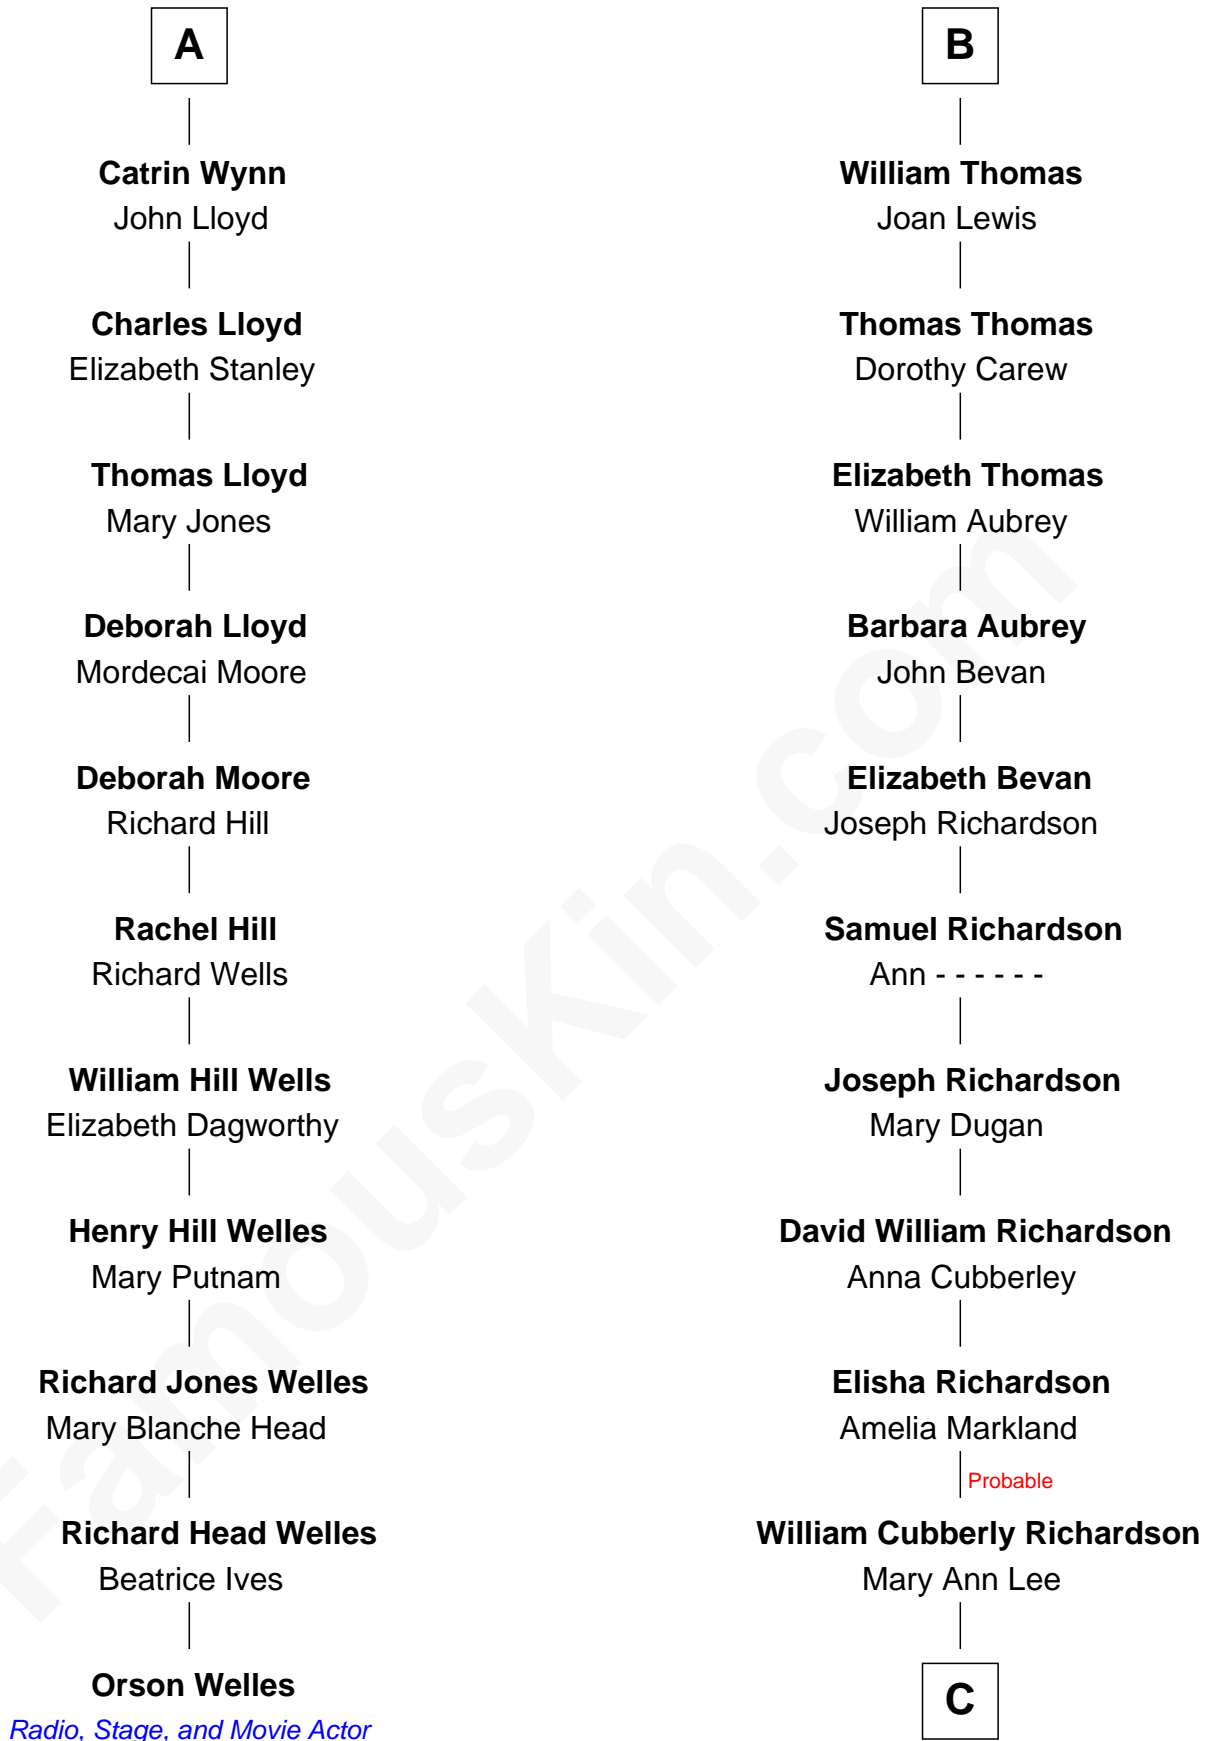 A
Catrin Wynn
John Lloyd
Charles Lloyd
Elizabeth Stanley
Thomas Lloyd
Mary Jones
Deborah Lloyd
Mordecai Moore
Deborah Moore
Richard Hill
Rachel Hill
Richard Wells
William Hill Wells
Elizabeth Dagworthy
Henry Hill Welles
Mary Putnam
Richard Jones Welles
Mary Blanche Head
Richard Head Welles
Beatrice Ives
Orson Welles
Radio, Stage, and Movie Actor
B
William Thomas
Joan Lewis
Thomas Thomas
Dorothy Carew
Elizabeth Thomas
William Aubrey
Barbara Aubrey
John Bevan
Elizabeth Bevan
Joseph Richardson
Samuel Richardson
Ann - - - - - -
Joseph Richardson
Mary Dugan
David William Richardson
Anna Cubberley
Elisha Richardson
Amelia Markland
Probable
William Cubberly Richardson
Mary Ann Lee
C
FamousKin.com